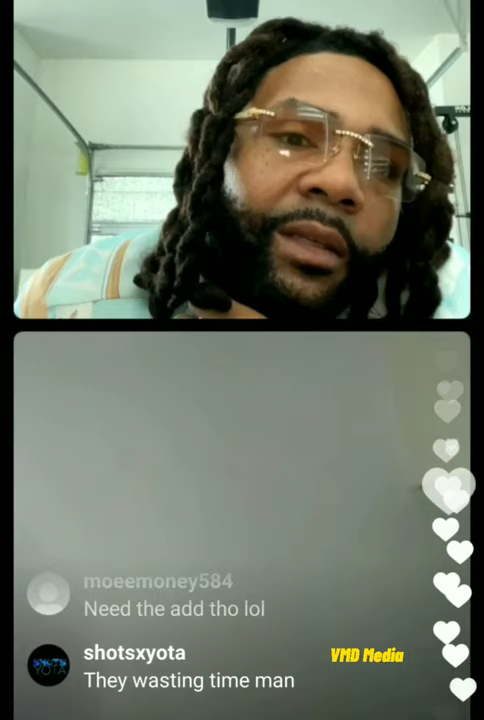 moeemoney584
Need the add tho lol
shotsxyota
They wasting time man
VMD Media